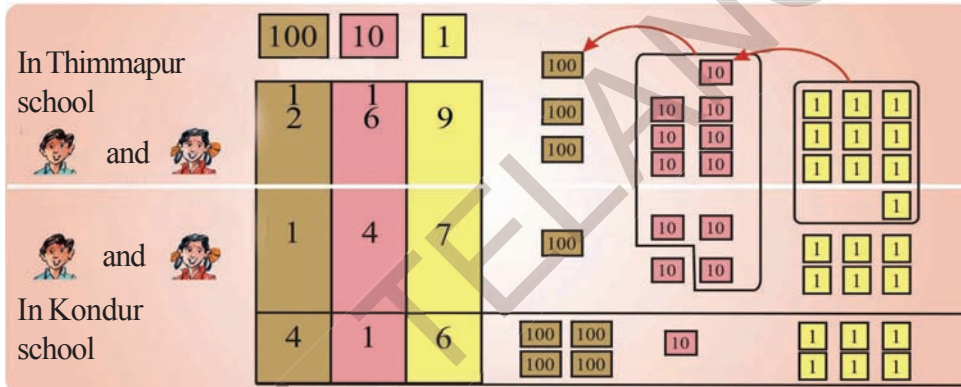 100 10 1
In Thimmapur
school
and
1 1
2 6 9
100 10
100 10 10 1 1 1
10 10 1 1 1
100 10 10 1 1 1
1
1 4 7
and
In Kondur
school
10 10
100 1 1 1
10 10 1 1 1
4 1 6
100 100 10 1 1 1
100 100 1 1 1
TELANG